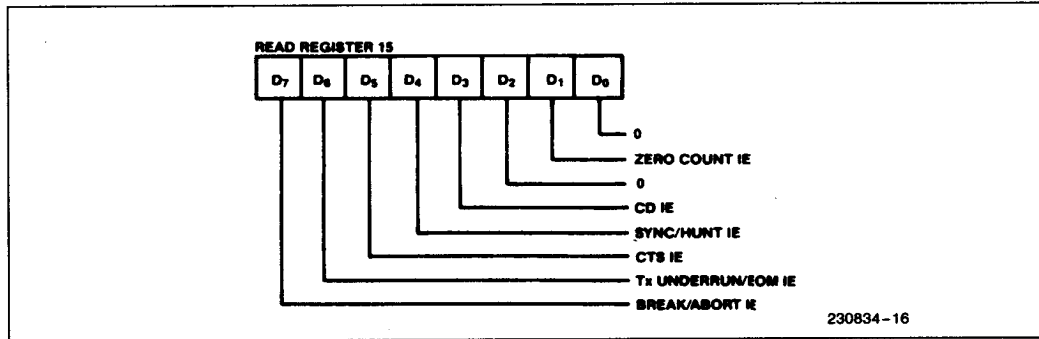 READ REGISTER 15
D7 D6 D5 D4 D3 D2 D1 D0
0
ZERO COUNT IE
0
CD IE
SYNC/HUNT IE
CTS IE
Tx UNDERRUN/EOM IE
BREAK/ABORT IE
230834-16